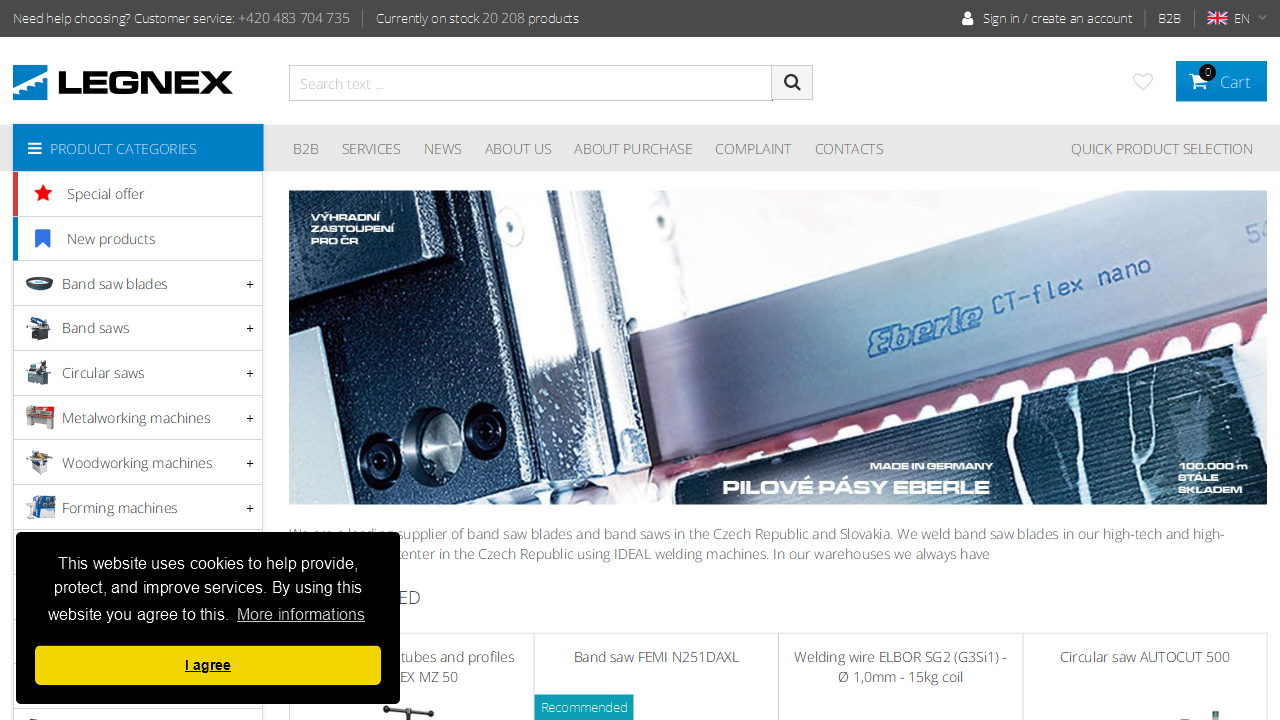 Need help choosing? Customer service: +420 483 704 735
Currently on stock 20 208 products
Sign in / create an account
B2B
EN
LEGNEX
Search text ...
0
Cart
PRODUCT CATEGORIES
B2B
SERVICES
NEWS
ABOUT US
ABOUT PURCHASE
COMPLAINT
CONTACTS
QUICK PRODUCT SELECTION
Special offer
New products
Band saw blades +
Band saws +
Circular saws +
Metalworking machines +
Woodworking machines +
Forming machines +
VÝHRADNÍ
ZASTOUPENÍ
PRO ČR
Eberle CT-flex nano
54
MADE IN GERMANY
PILOVÉ PÁSY EBERLE
100.000 m
STÁLE
SKLADEM
supplier of band saw blades and band saws in the Czech Republic and Slovakia. We weld band saw blades in our high-tech and high-
center in the Czech Republic using IDEAL welding machines. In our warehouses we always have
ED
This website uses cookies to help provide,
protect, and improve services. By using this
website you agree to this. More informations
I agree
tubes and profiles
EX MZ 50
Band saw FEMI N251DAXL
Recommended
Welding wire ELBOR SG2 (G3Si1) -
Ø 1,0mm - 15kg coil
Circular saw AUTOCUT 500